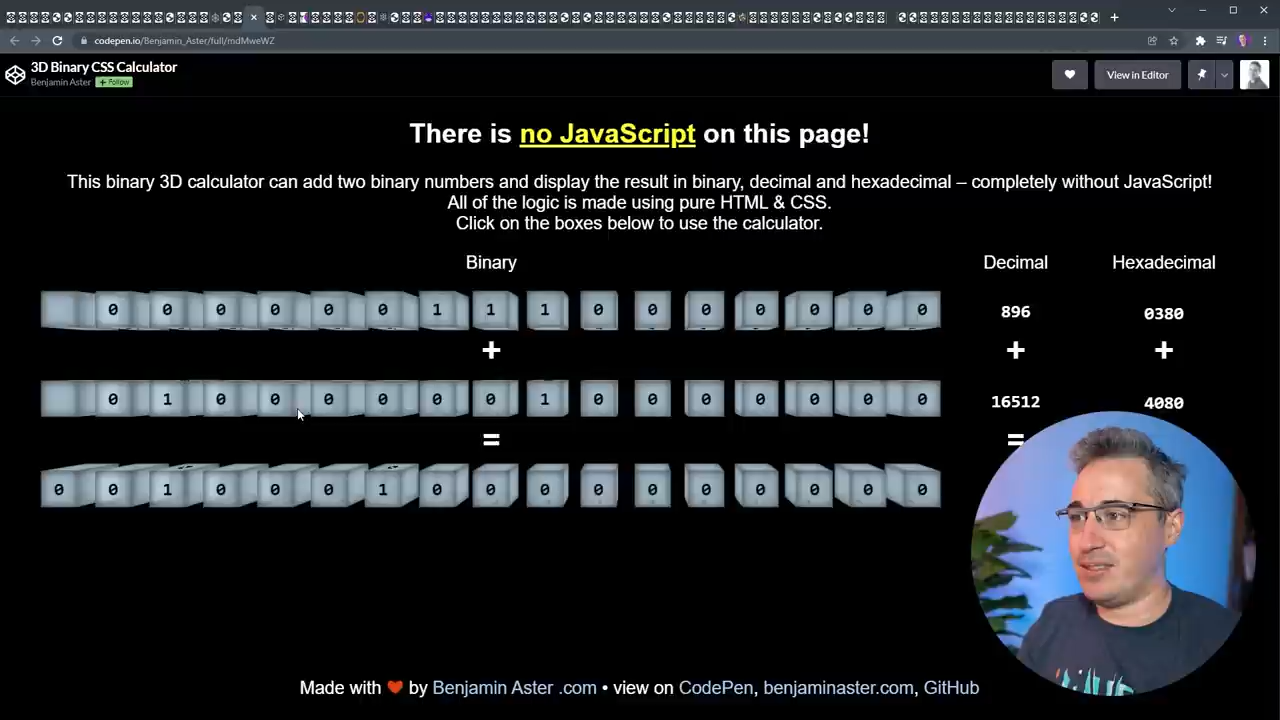 codepen.io/Benjamin_Aster/full/mdMweWZ
3D Binary CSS Calculator
Benjamin Aster + Follow
View in Editor
There is no JavaScript on this page!
This binary 3D calculator can add two binary numbers and display the result in binary, decimal and hexadecimal – completely without JavaScript!
All of the logic is made using pure HTML & CSS.
Click on the boxes below to use the calculator.
Binary Decimal Hexadecimal
0 0 0 0 0 0 1 1 1 0 0 0 0 0 0 0 896 0380
+ + +
0 1 0 0 0 0 0 0 1 0 0 0 0 0 0 0 16512 4080
= =
0 0 1 0 0 0 1 0 0 0 0 0 0 0 0 0 0
Made with ❤ by Benjamin Aster .com • view on CodePen, benjaminaster.com, GitHub